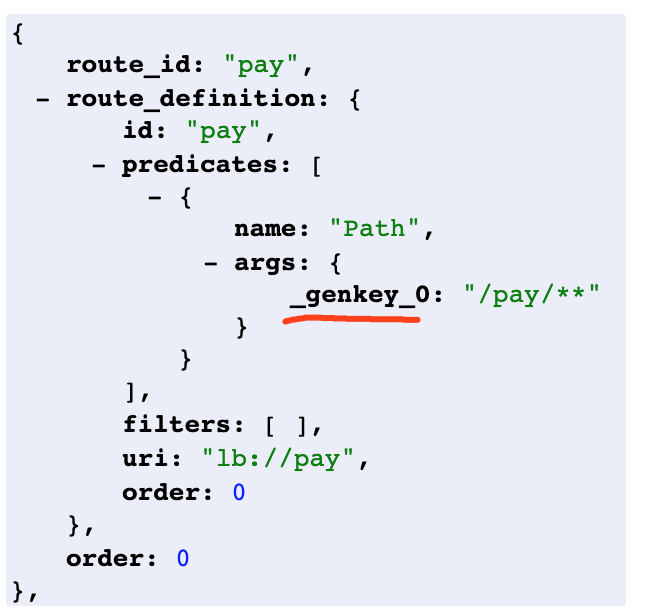 {
route_id: "pay",
– route_definition: {
id: "pay",
– predicates: [
– {
name: "Path",
– args: {
_genkey_0: "/pay/**"
}
}
],
filters: [ ],
uri: "lb://pay",
order: 0
},
order: 0
},